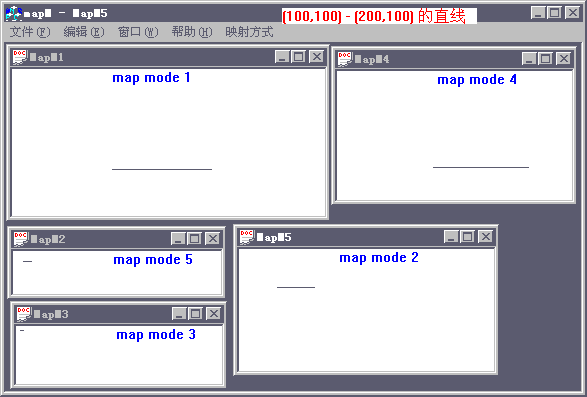 (100,100) - (200,100) 的直线
文件(F) 编辑(E) 窗口(W) 帮助(H) 映射方式
map mode 1
map mode 4
map mode 5
map mode 2
map mode 3